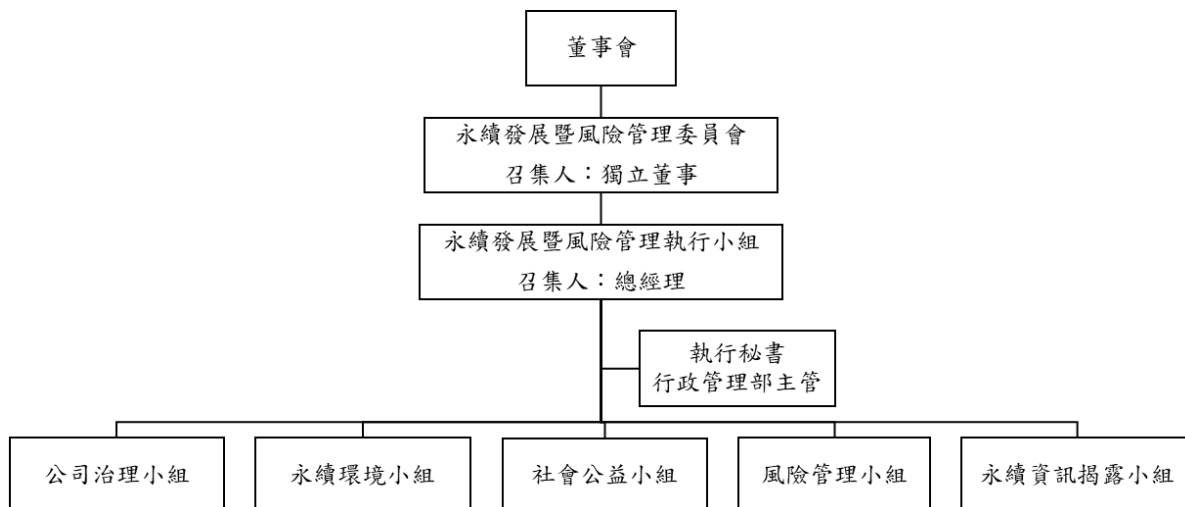 董事會
永續發展暨風險管理委員會
召集人：獨立董事
永續發展暨風險管理執行小組
召集人：總經理
執行秘書
行政管理部主管
公司治理小組
永續環境小組
社會公益小組
風險管理小組
永續資訊揭露小組